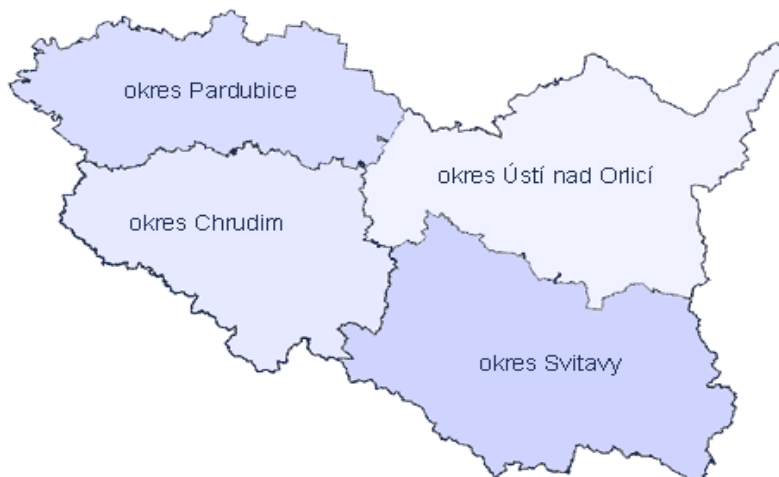 okres Pardubice
okres Ústí nad Orlicí
okres Chrudim
okres Svitavy